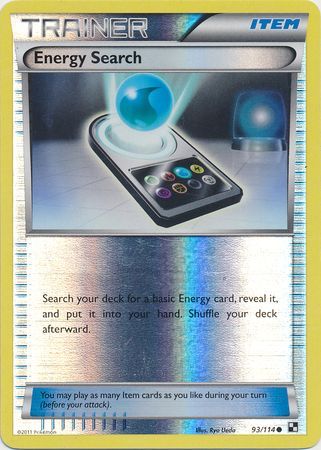 TRAINER
ITEM
Energy Search
Search your deck for a basic Energy card, reveal it,
and put it into your hand. Shuffle your deck
afterward.
You may play as many Item cards as you like during your turn
(before your attack).
©2011 Pokémon
Illus. Ryo Ueda
93/114 ●